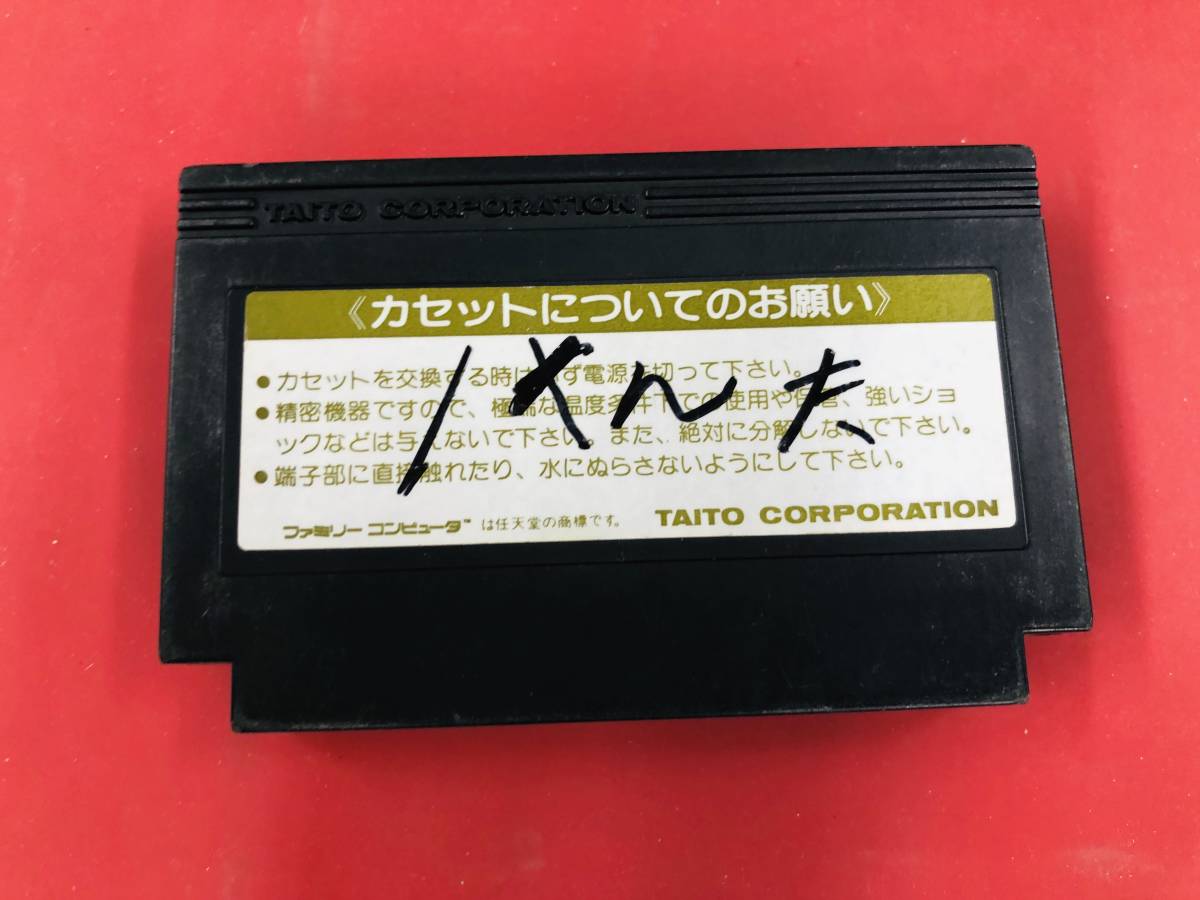 TAITO CORPORATION
《カセットについてのお願い》
●カセットを交換する時は ず電源を切って下さい。
●精密機器ですので、極端な温度条件下での使用や保管、強いショ
ックなどは与えないで下さい。また、絶対に分解しないで下さい。
●端子部に直接触れたり、水にぬらさないようにして下さい。
ファミリーコンピュータ™ は任天堂の商標です。 TAITO CORPORATION